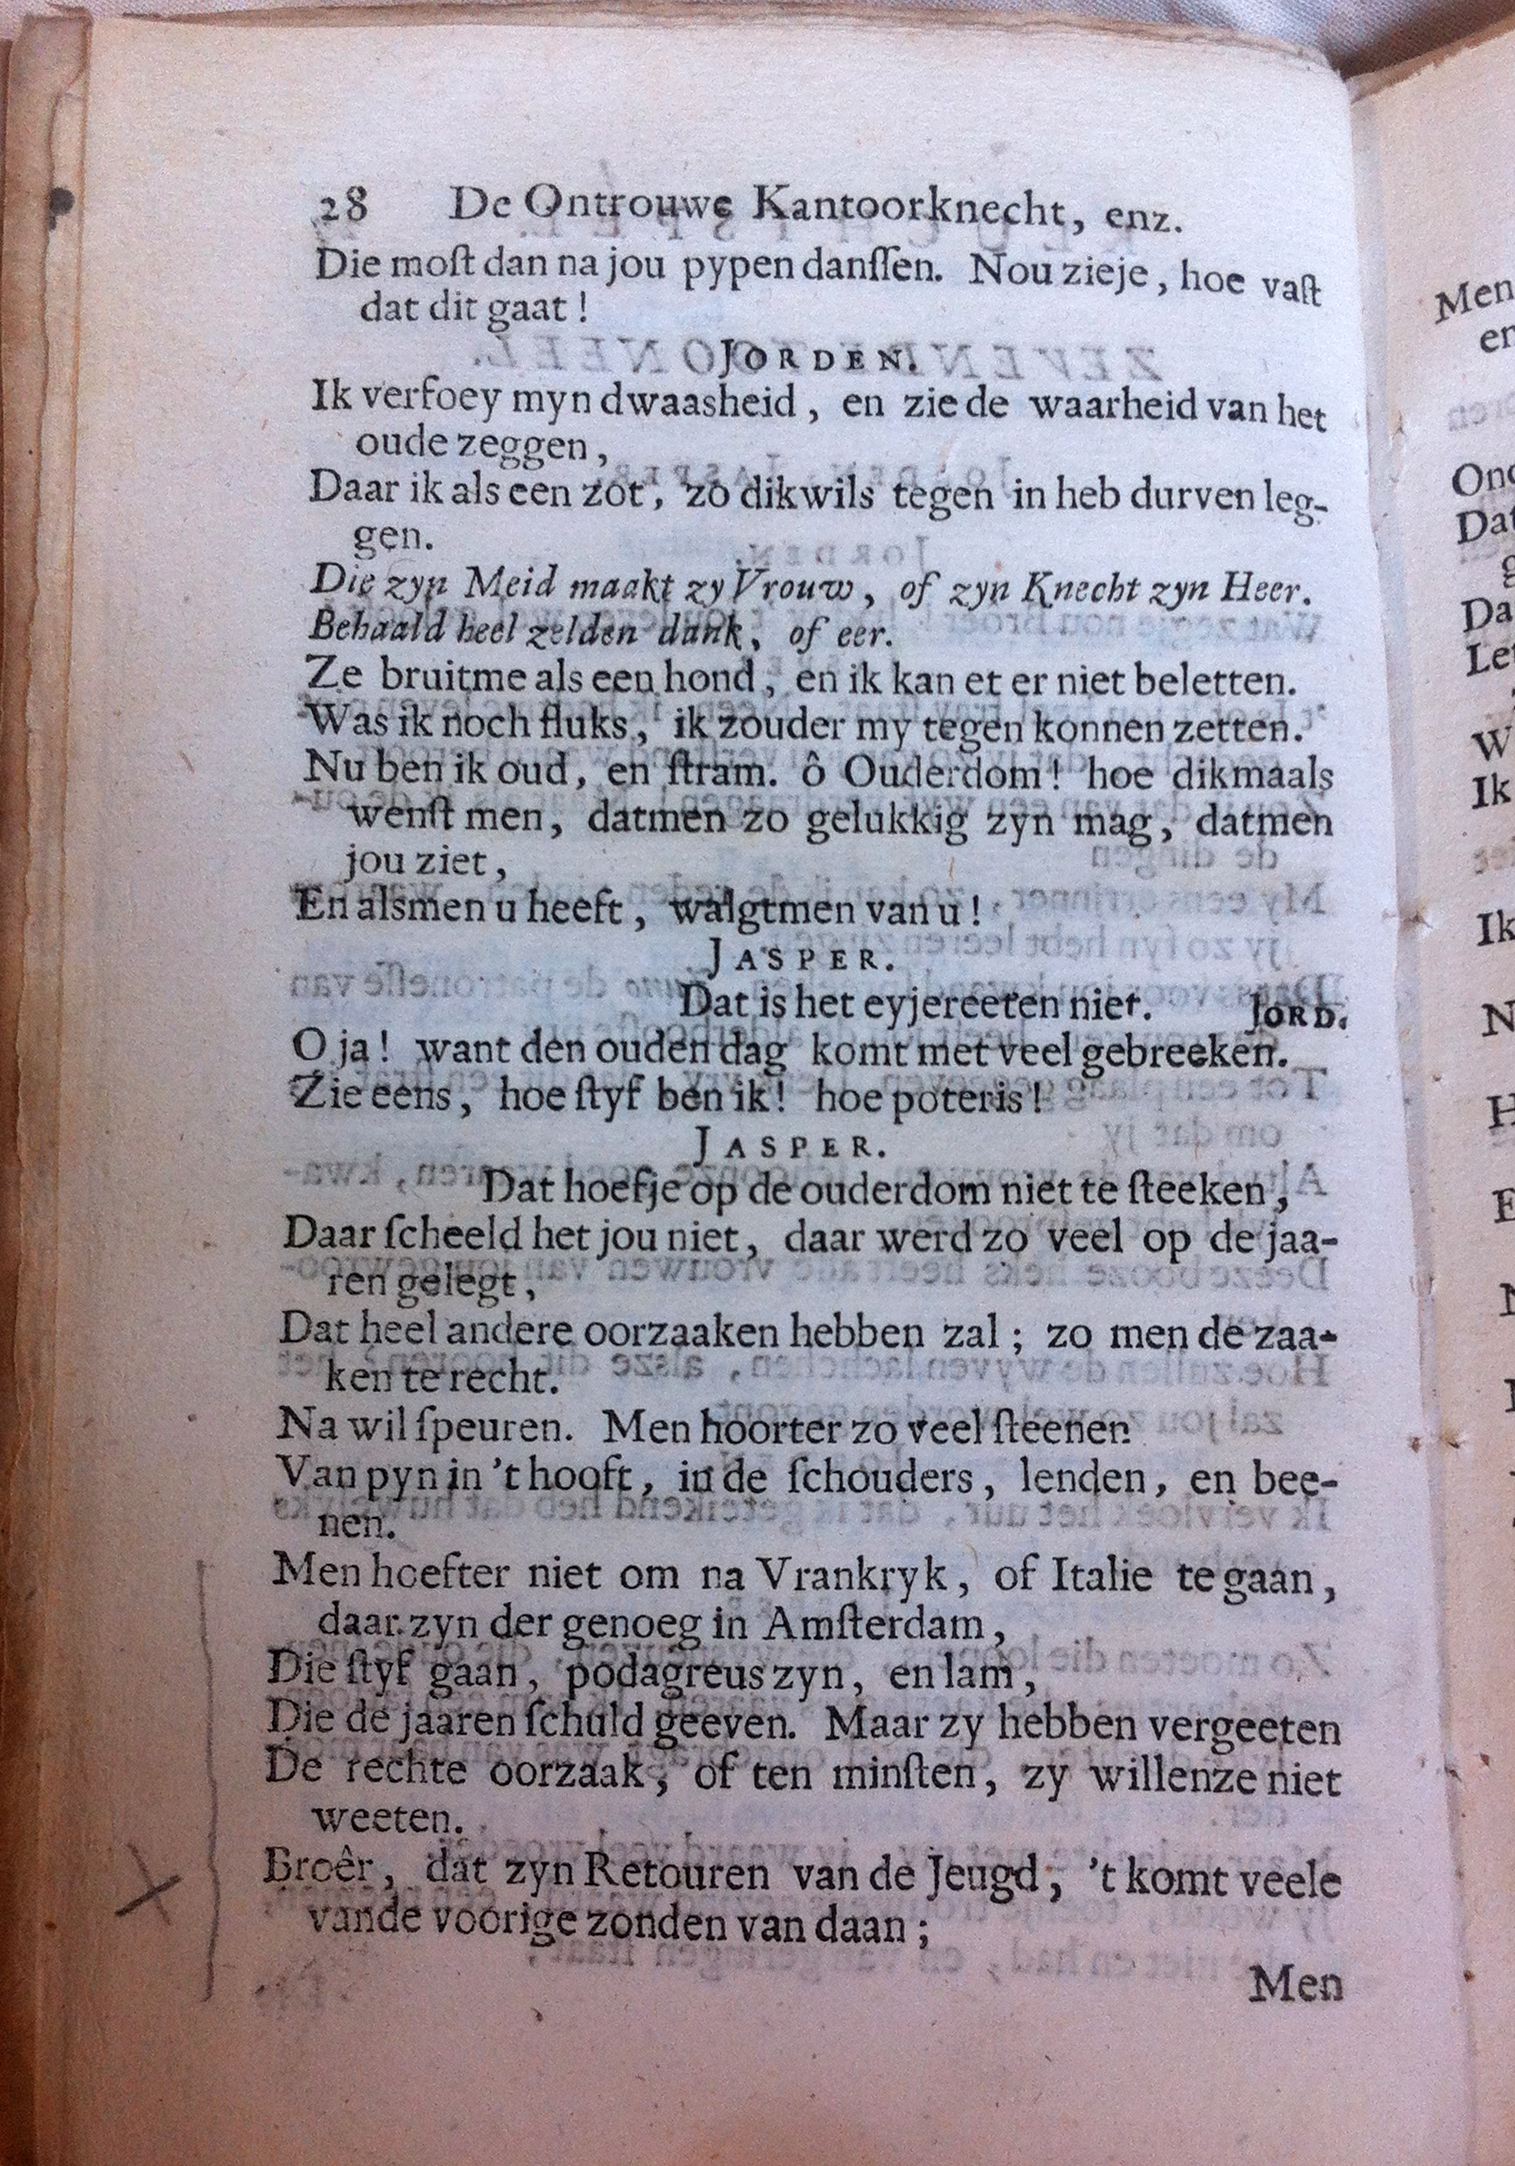 28 De Ontrouwe Kantoorknecht, enz.
Die moſt dan na jou pypen danſſen. Nou zieje, hoe vaſt
dat dit gaat!
JORDEN.
Ik verfoey myn dwaasheid, en zie de waarheid van het
oude zeggen,
Daar ik als een zot, zo dikwils tegen in heb durven leg-
gen.
Die zyn Meid maakt zy Vrouw, of zyn Knecht zyn Heer.
Behaald heel zelden dank, of eer.
Ze bruitme als een hond, en ik kan et er niet beletten.
Was ik noch fluks, ik zouder my tegen konnen zetten.
Nu ben ik oud, en ſtram. ô Ouderdom! hoe dikmaals
wenſt men, datmen zo gelukkig zyn mag, datmen
jou ziet,
En alsmen u heeft, walgtmen van u!
JASPER.
Dat is het eyjereeten niet. JORD.
O ja! want den ouden dag komt met veel gebreeken.
Zie eens, hoe ſtyf ben ik! hoe poteris!
JASPER.
Dat hoefje op de ouderdom niet te ſteeken,
Daar ſcheeld het jou niet, daar werd zo veel op de jaa-
ren gelegt,
Dat heel andere oorzaaken hebben zal; zo men de zaa-
ken te recht.
Na wil ſpeuren. Men hoorter zo veel ſteenen
Van pyn in 't hooft, in de ſchouders, lenden, en bee-
nen.
Men hoefter niet om na Vrankryk, of Italie te gaan,
daar zyn der genoeg in Amſterdam,
Die ſtyf gaan, podagreus zyn, en lam,
Die de jaaren ſchuld geeven. Maar zy hebben vergeeten
De rechte oorzaak, of ten minſten, zy willenze niet
weeten.
Broêr, dat zyn Retouren van de Jeugd, 't komt veele
vande voorige zonden van daan;
Men